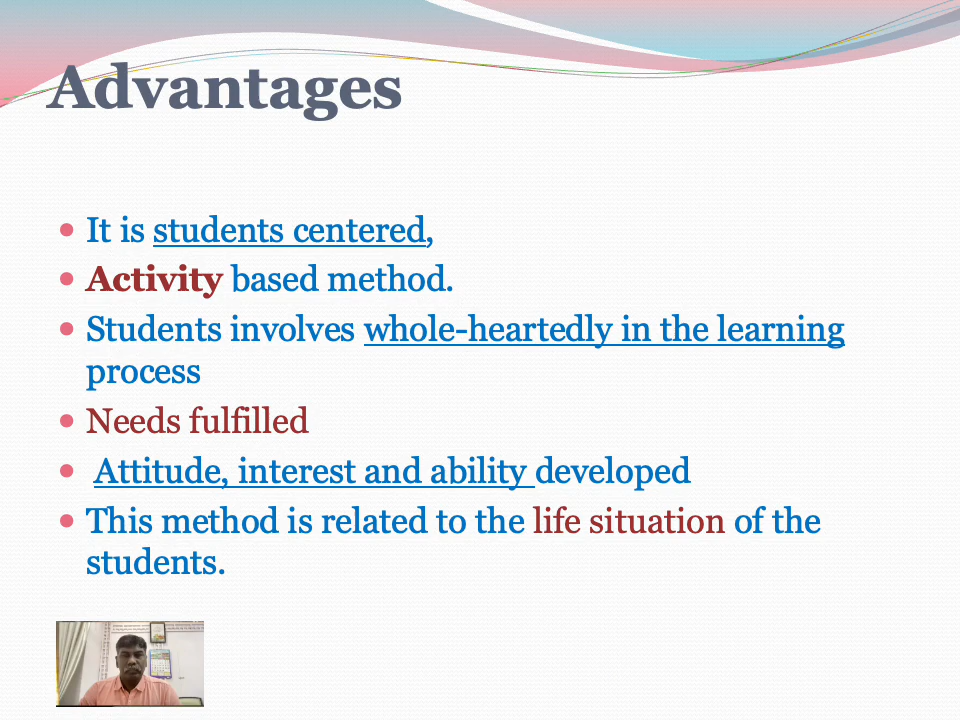 Advantages
It is students centered,
Activity based method.
Students involves whole-heartedly in the learning
process
Needs fulfilled
Attitude, interest and ability developed
This method is related to the life situation of the
students.